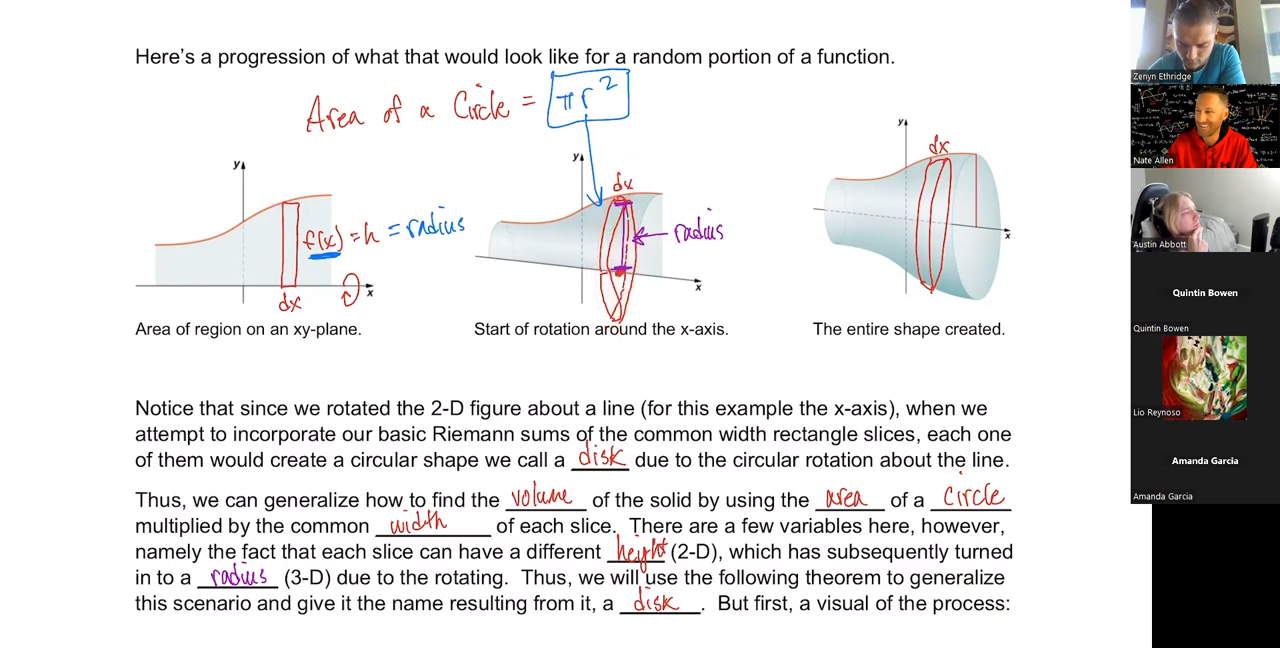 Here's a progression of what that would look like for a random portion of a function.
Area of a Circle = πr²
y
f(x) = h = radius
dx
x
Area of region on an xy-plane.
y
dx
radius
x
Start of rotation around the x-axis.
y
dx
x
The entire shape created.
Notice that since we rotated the 2-D figure about a line (for this example the x-axis), when we
attempt to incorporate our basic Riemann sums of the common width rectangle slices, each one
of them would create a circular shape we call a disk due to the circular rotation about the line.
Thus, we can generalize how to find the volume of the solid by using the area of a circle
multiplied by the common width of each slice. There are a few variables here, however,
namely the fact that each slice can have a different height (2-D), which has subsequently turned
in to a radius (3-D) due to the rotating. Thus, we will use the following theorem to generalize
this scenario and give it the name resulting from it, a disk. But first, a visual of the process:
Zenyn Ethridge
Nate Allen
Austin Abbott
Quintin Bowen
Quintin Bowen
Lio Reynoso
Amanda Garcia
Amanda Garcia